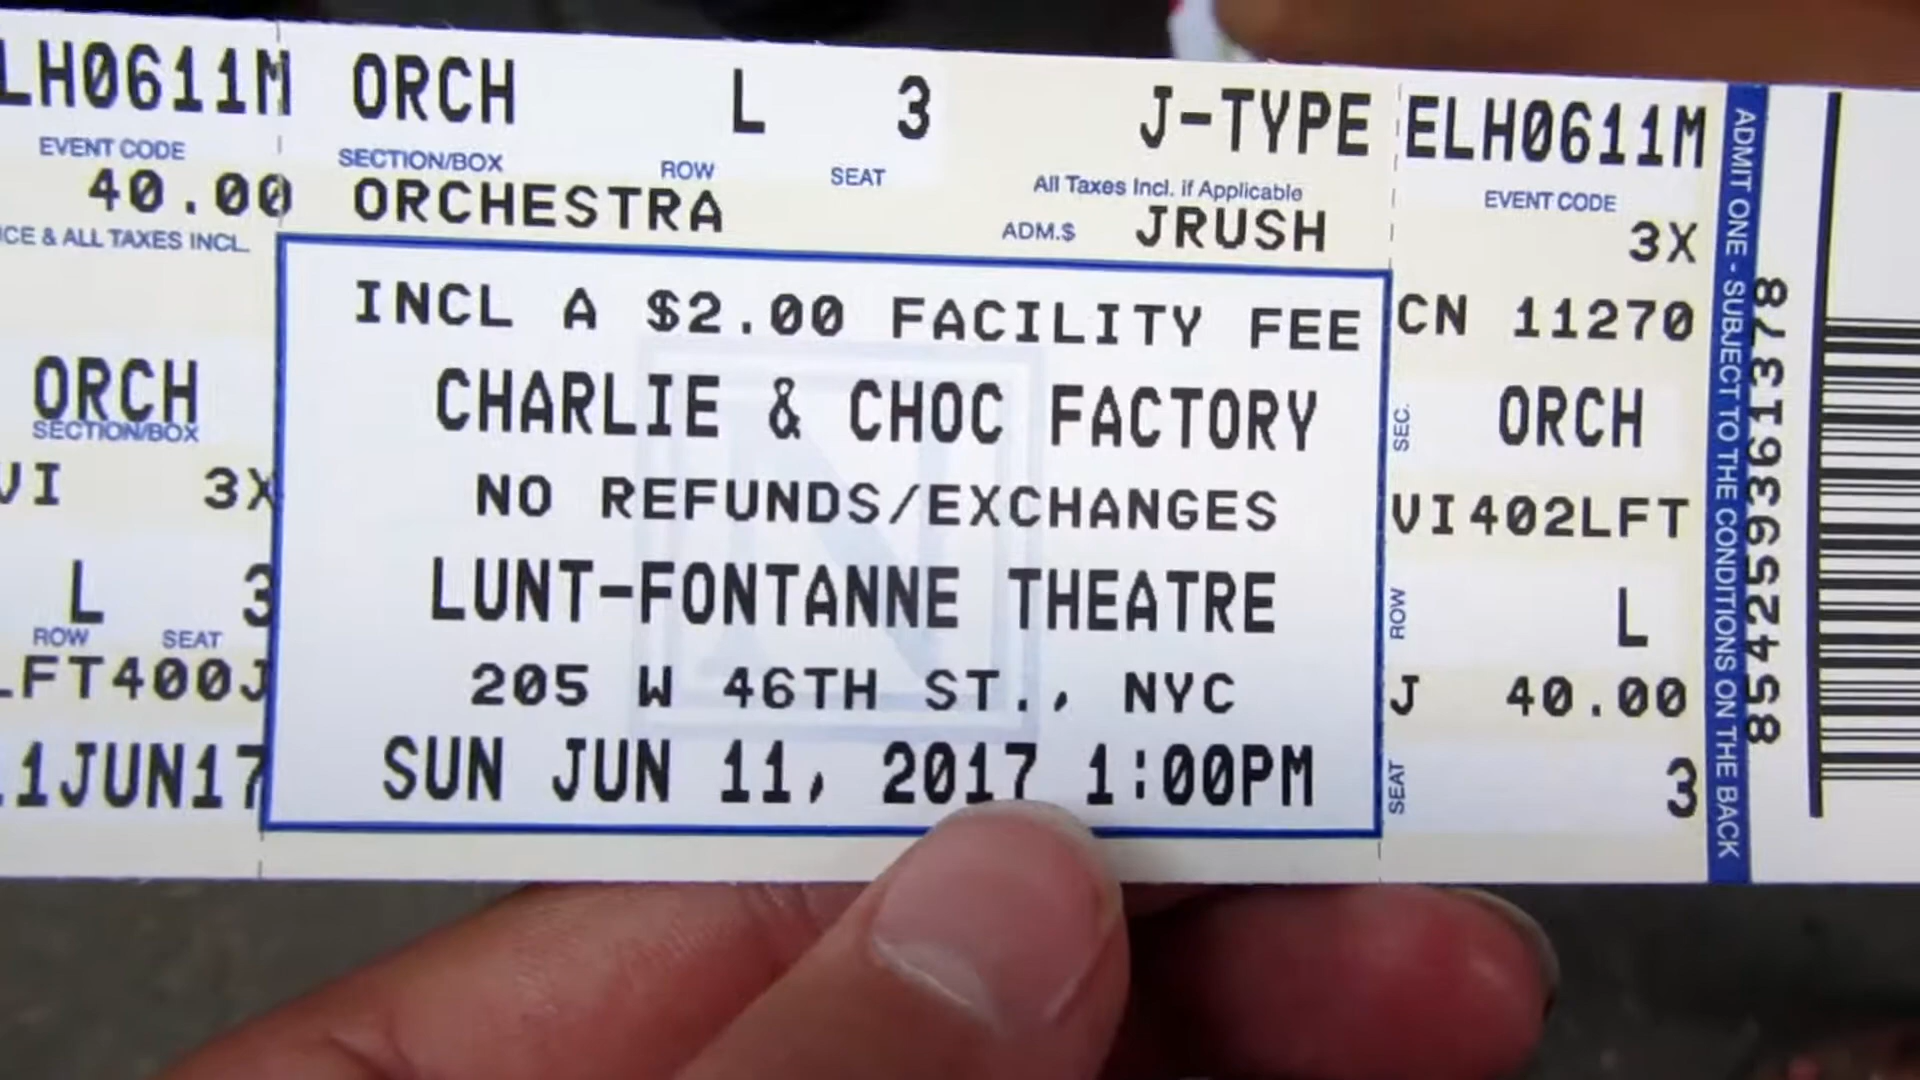 LH0611M
EVENT CODE
40.00
ICE & ALL TAXES INCL.
ORCH
SECTION/BOX
VI 3X
L 3
ROW SEAT
LFT400J
1JUN17
ORCH L 3 J-TYPE
SECTION/BOX ROW SEAT All Taxes Incl. if Applicable
ORCHESTRA ADM.$ JRUSH
INCL A $2.00 FACILITY FEE
CHARLIE & CHOC FACTORY
NO REFUNDS/EXCHANGES
LUNT-FONTANNE THEATRE
205 W 46TH ST., NYC
SUN JUN 11, 2017 1:00PM
ELH0611M
EVENT CODE
3X
CN 11270
SEC. ORCH
VI402LFT
ROW L
J 40.00
SEAT 3
ADMIT ONE - SUBJECT TO THE CONDITIONS ON THE BACK